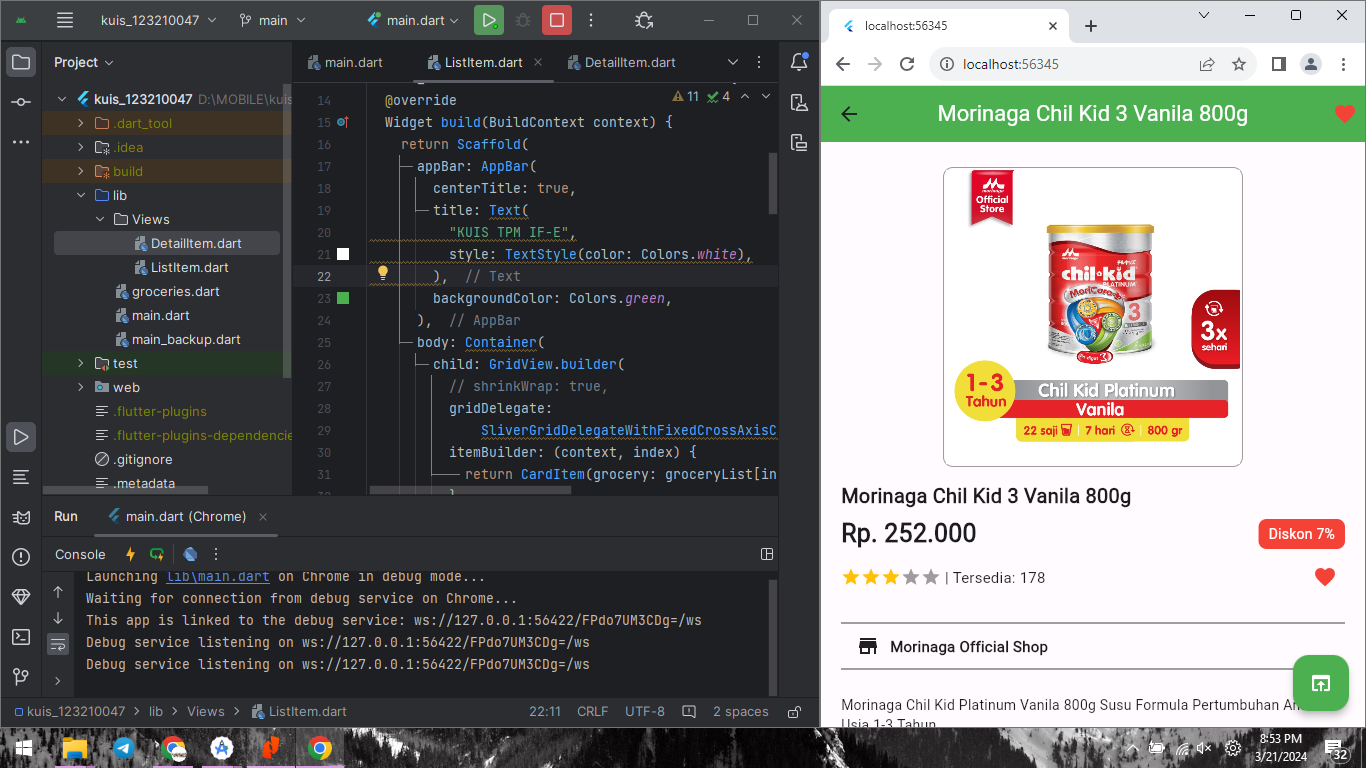 kuis_123210047
main
main.dart
Project
main.dart
ListItem.dart
DetailItem.dart
kuis_123210047 D:\MOBILE\kuis
.dart_tool
.idea
build
lib
Views
DetailItem.dart
ListItem.dart
groceries.dart
main.dart
main_backup.dart
test
web
.flutter-plugins
.flutter-plugins-dependencie
.gitignore
.metadata
11 4
14 @override
15 Widget build(BuildContext context) {
16 return Scaffold(
17 appBar: AppBar(
18 centerTitle: true,
19 title: Text(
20 "KUIS TPM IF-E",
21 style: TextStyle(color: Colors.white),
22 ), // Text
23 backgroundColor: Colors.green,
24 ), // AppBar
25 body: Container(
26 child: GridView.builder(
27 // shrinkWrap: true,
28 gridDelegate:
29 SliverGridDelegateWithFixedCrossAxisC
30 itemBuilder: (context, index) {
31 return CardItem(grocery: groceryList[in
Run
main.dart (Chrome)
Console
Launching lib\main.dart on Chrome in debug mode...
Waiting for connection from debug service on Chrome...
This app is linked to the debug service: ws://127.0.0.1:56422/FPdo7UM3CDg=/ws
Debug service listening on ws://127.0.0.1:56422/FPdo7UM3CDg=/ws
Debug service listening on ws://127.0.0.1:56422/FPdo7UM3CDg=/ws
kuis_123210047 > lib > Views > ListItem.dart
22:11 CRLF UTF-8 2 spaces
localhost:56345
localhost:56345
Morinaga Chil Kid 3 Vanila 800g
morinaga
Official
Store
chil·kid
PLATINUM
MoriCare+
3
3x
sehari
1-3
Tahun
Chil Kid Platinum
Vanila
22 saji | 7 hari | 800 gr
Morinaga Chil Kid 3 Vanila 800g
Rp. 252.000
Diskon 7%
| Tersedia: 178
Morinaga Official Shop
Morinaga Chil Kid Platinum Vanila 800g Susu Formula Pertumbuhan An
Usia 1-3 Tahun
8:53 PM
3/21/2024
32